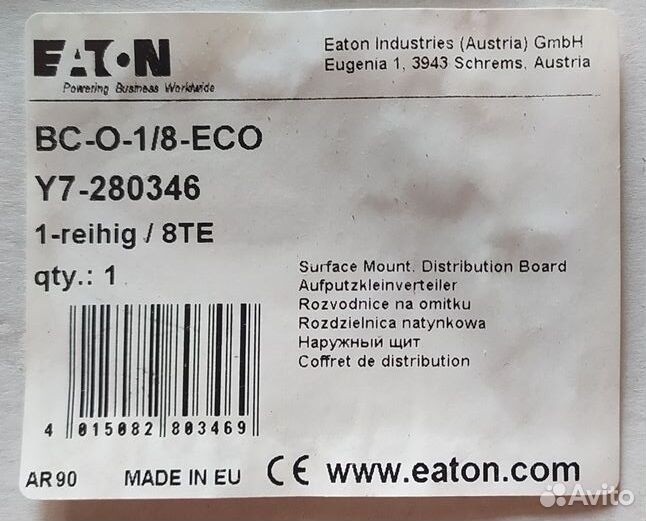 EATON
Powering Business Worldwide
Eaton Industries (Austria) GmbH
Eugenia 1, 3943 Schrems, Austria
BC-O-1/8-ECO
Y7-280346
1-reihig / 8TE
qty.: 1
Surface Mount. Distribution Board
Aufputzkleinverteiler
Rozvodnice na omitku
Rozdzielnica natynkowa
Наружный щит
Coffret de distribution
4 015082 803469
AR90 MADE IN EU CE www.eaton.com
Avito